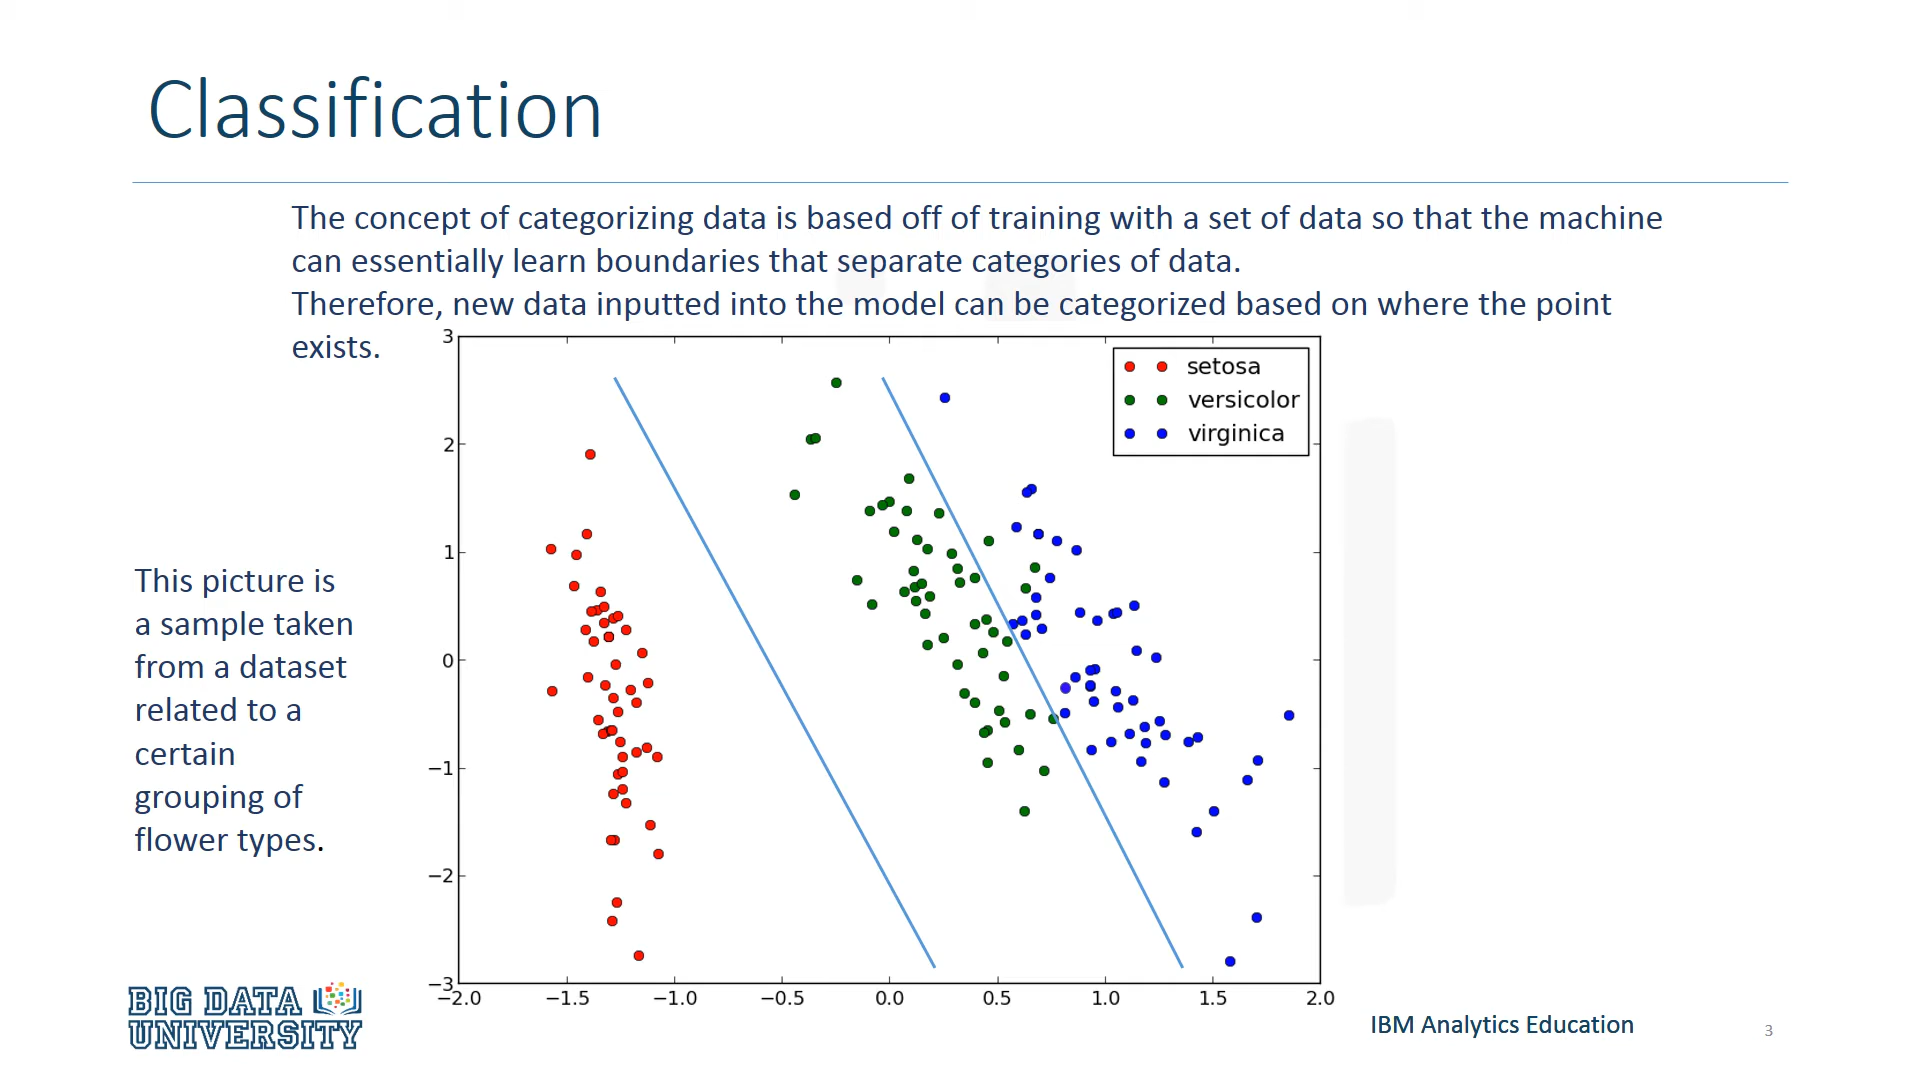 Classification
The concept of categorizing data is based off of training with a set of data so that the machine
can essentially learn boundaries that separate categories of data.
Therefore, new data inputted into the model can be categorized based on where the point
exists.
This picture is
a sample taken
from a dataset
related to a
certain
grouping of
flower types.
3
2
1
0
−1
−2
−3
−2.0 −1.5 −1.0 −0.5 0.0 0.5 1.0 1.5 2.0
setosa
versicolor
virginica
BIG DATA
UNIVERSITY
IBM Analytics Education
3